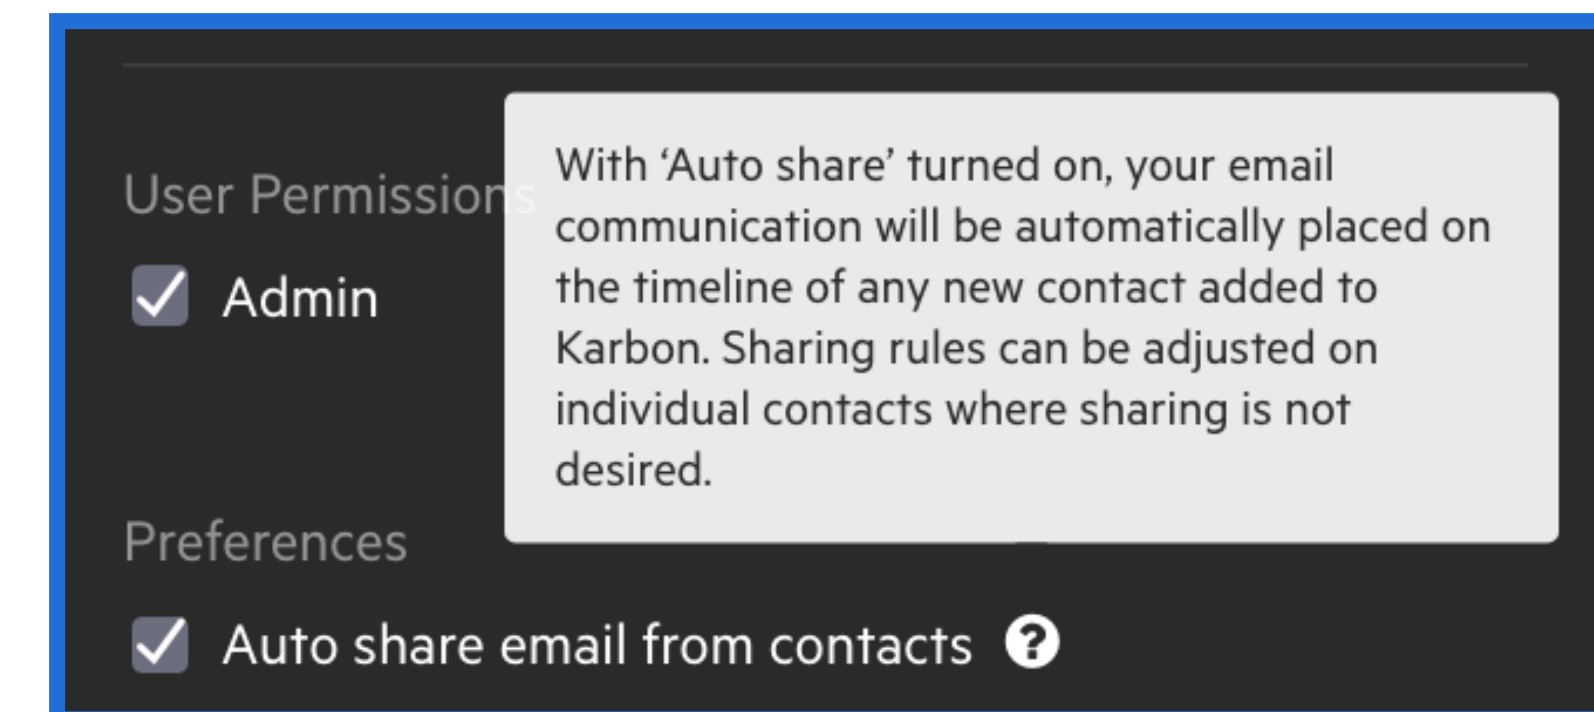 User Permissions
Admin
With ‘Auto share’ turned on, your email
communication will be automatically placed on
the timeline of any new contact added to
Karbon. Sharing rules can be adjusted on
individual contacts where sharing is not
desired.
Preferences
Auto share email from contacts ?